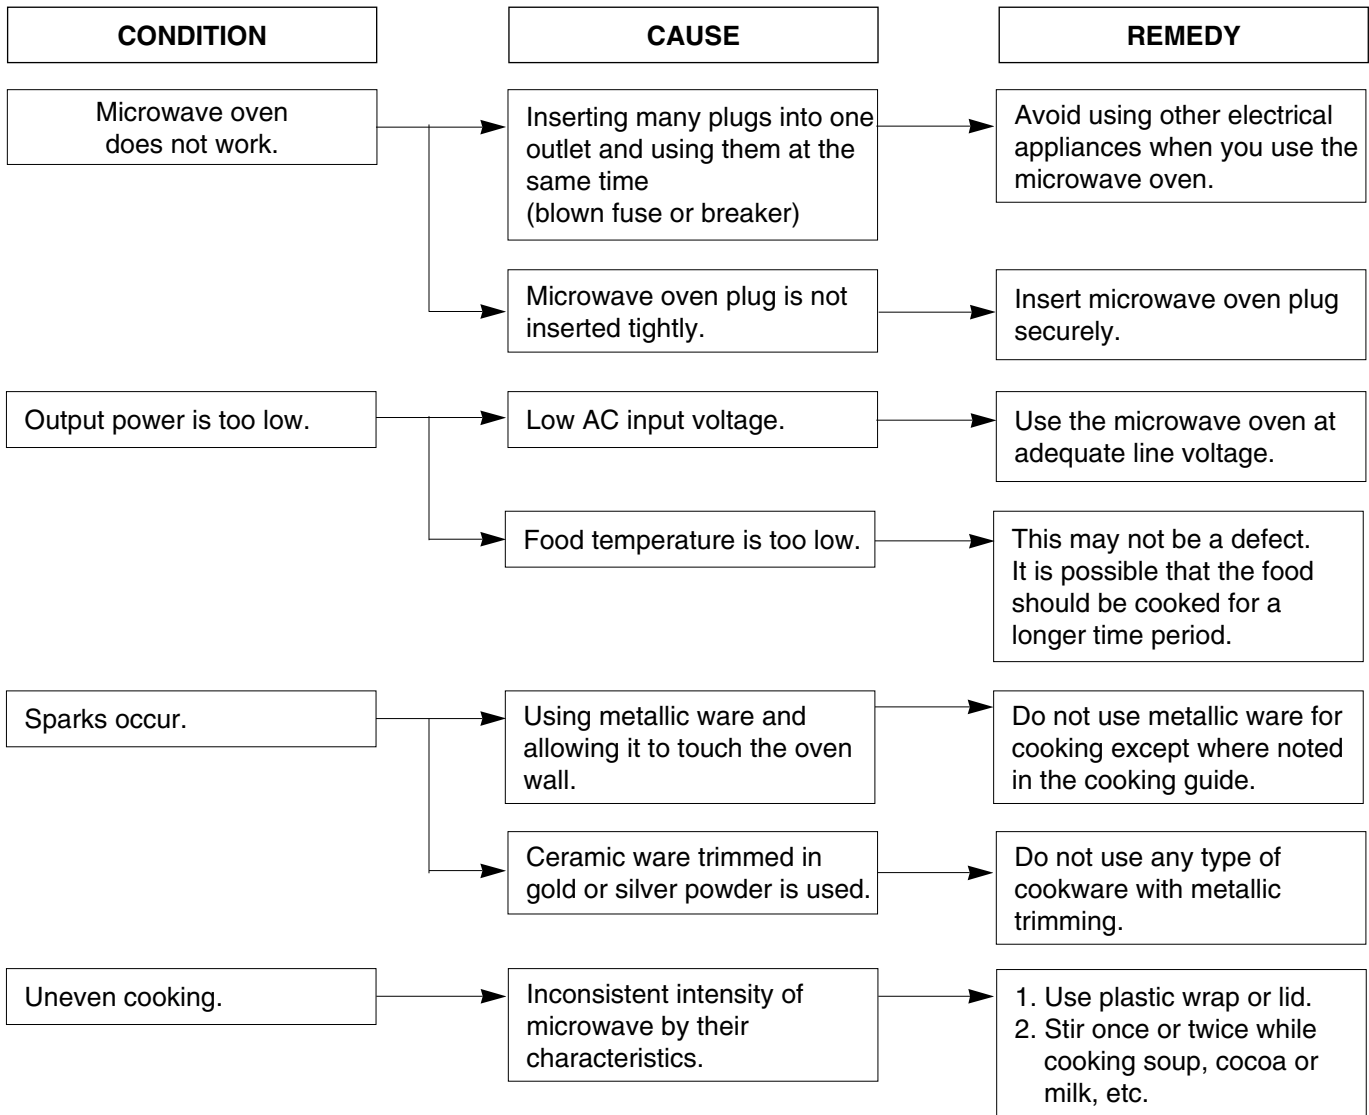 CONDITION
CAUSE
REMEDY
Microwave oven
does not work.
Inserting many plugs into one
outlet and using them at the
same time
(blown fuse or breaker)
Avoid using other electrical
appliances when you use the
microwave oven.
Microwave oven plug is not
inserted tightly.
Insert microwave oven plug
securely.
Output power is too low.
Low AC input voltage.
Use the microwave oven at
adequate line voltage.
Food temperature is too low.
This may not be a defect.
It is possible that the food
should be cooked for a
longer time period.
Sparks occur.
Using metallic ware and
allowing it to touch the oven
wall.
Do not use metallic ware for
cooking except where noted
in the cooking guide.
Ceramic ware trimmed in
gold or silver powder is used.
Do not use any type of
cookware with metallic
trimming.
Uneven cooking.
Inconsistent intensity of
microwave by their
characteristics.
1. Use plastic wrap or lid.
2. Stir once or twice while
cooking soup, cocoa or
milk, etc.